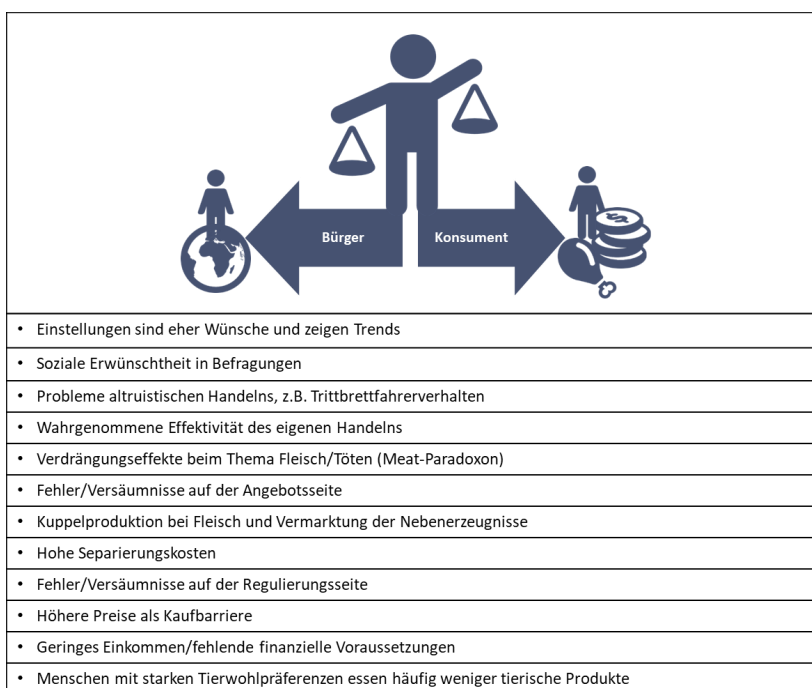 Bürger
Konsument
• Einstellungen sind eher Wünsche und zeigen Trends
• Soziale Erwünschtheit in Befragungen
• Probleme altruistischen Handelns, z.B. Trittbrettfahrerverhalten
• Wahrgenommene Effektivität des eigenen Handelns
• Verdrängungseffekte beim Thema Fleisch/Töten (Meat-Paradoxon)
• Fehler/Versäumnisse auf der Angebotsseite
• Kuppelproduktion bei Fleisch und Vermarktung der Nebenerzeugnisse
• Hohe Separierungskosten
• Fehler/Versäumnisse auf der Regulierungsseite
• Höhere Preise als Kaufbarriere
• Geringes Einkommen/fehlende finanzielle Voraussetzungen
• Menschen mit starken Tierwohlpräferenzen essen häufig weniger tierische Produkte